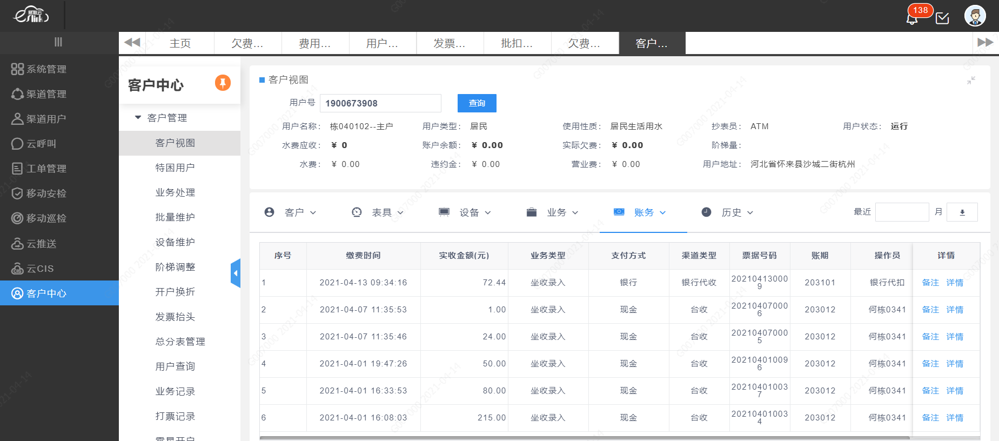 易联云
eslink
138
主页 欠费... 费用... 用户... 发票... 批扣... 欠费... 客户...
系统管理
渠道管理
渠道用户
云呼叫
工单管理
移动安检
移动巡检
云推送
云CIS
客户中心
客户中心
客户管理
客户视图
特困用户
业务处理
批量维护
设备维护
阶梯调整
开户换折
发票抬头
总分表管理
用户查询
业务记录
打票记录
零星开户
客户视图
用户号 1900673908 查询
用户名称： 栋040102--主户 用户类型： 居民 使用性质： 居民生活用水 抄表员： ATM 用户状态： 运行
水费应收： ¥ 0 账户余额： ¥ 0.00 实际欠费： ¥ 0.00 阶梯量：
水费： ¥ 0.00 违约金： ¥ 0.00 营业费： ¥ 0.00 用户地址： 河北省怀来县沙城二街杭州
客户 表具 设备 业务 账务 历史 最近 月
序号 缴费时间 实收金额(元) 业务类型 支付方式 渠道类型 票据号码 账期 操作员 详情
1 2021-04-13 09:34:16 72.44 坐收录入 银行 银行代收 202104130009 203101 银行代扣 备注 详情
2 2021-04-07 11:35:53 1.00 坐收录入 现金 台收 202104070006 203012 何栋0341 备注 详情
3 2021-04-07 11:35:46 24.00 坐收录入 现金 台收 202104070005 203012 何栋0341 备注 详情
4 2021-04-01 19:47:26 50.00 坐收录入 现金 台收 202104010096 203012 何栋0341 备注 详情
5 2021-04-01 16:33:53 80.00 坐收录入 现金 台收 202104010037 203012 何栋0341 备注 详情
6 2021-04-01 16:08:03 215.00 坐收录入 现金 台收 202104010034 203012 何栋0341 备注 详情
G007000 2021-04-14